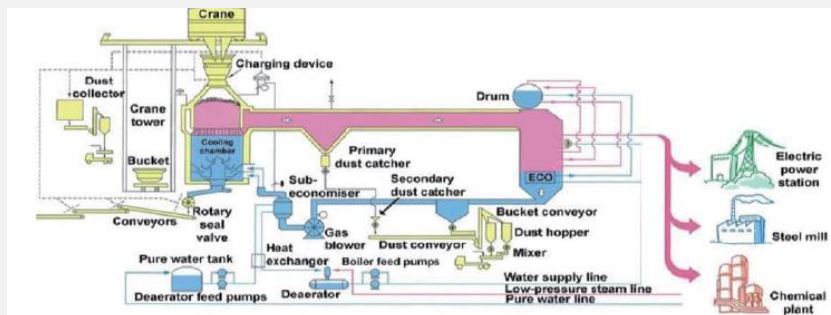 Crane
Charging device
Dust
collector
Crane
tower
Bucket
Cooling
chamber
Drum
Primary
dust catcher
Sub-
economiser
Secondary
dust catcher
ECO
Bucket conveyor
Conveyors
Rotary
seal
valve
Gas
blower
Dust conveyor
Dust hopper
Mixer
Heat
exchanger
Pure water tank
Deaerator feed pumps
Boiler feed pumps
Deaerator
Water supply line
Low-pressure steam line
Pure water line
Electric
power
station
Steel mill
Chemical
plant